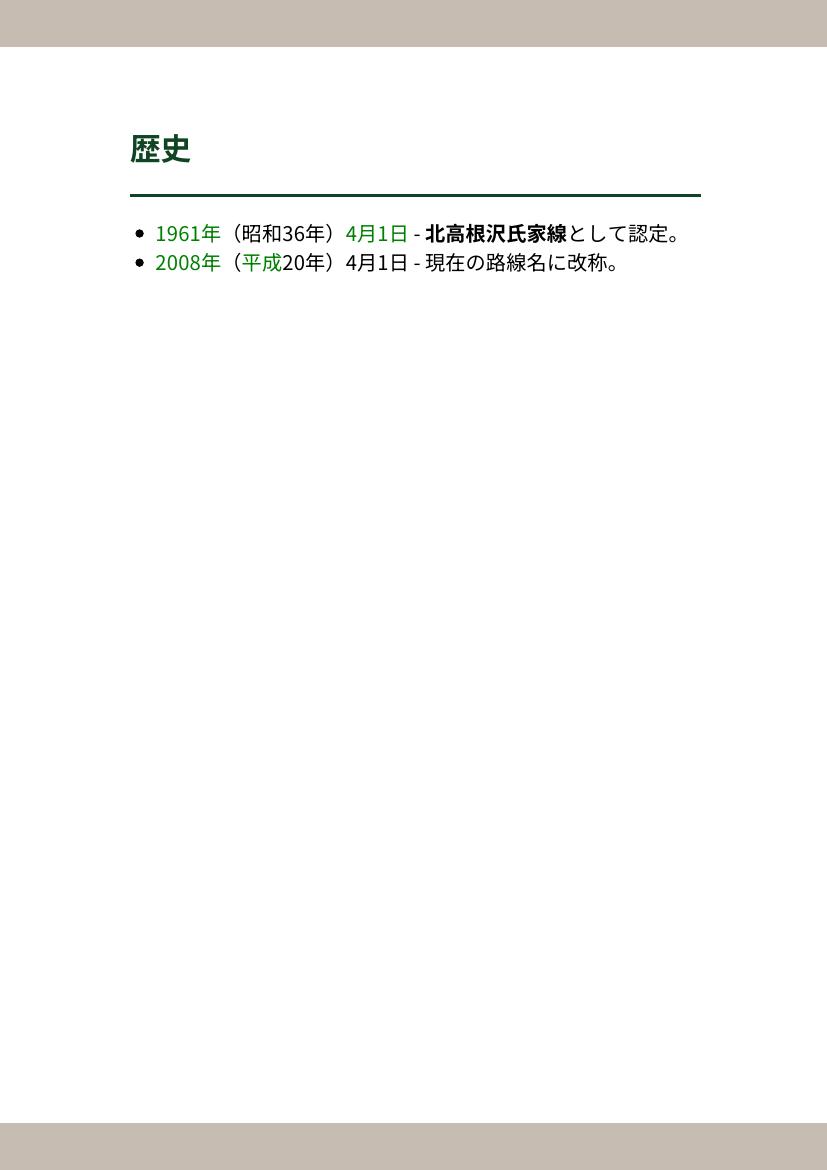 歴史
1961年（昭和36年）4月1日 - 北高根沢氏家線として認定。
2008年（平成20年）4月1日 - 現在の路線名に改称。